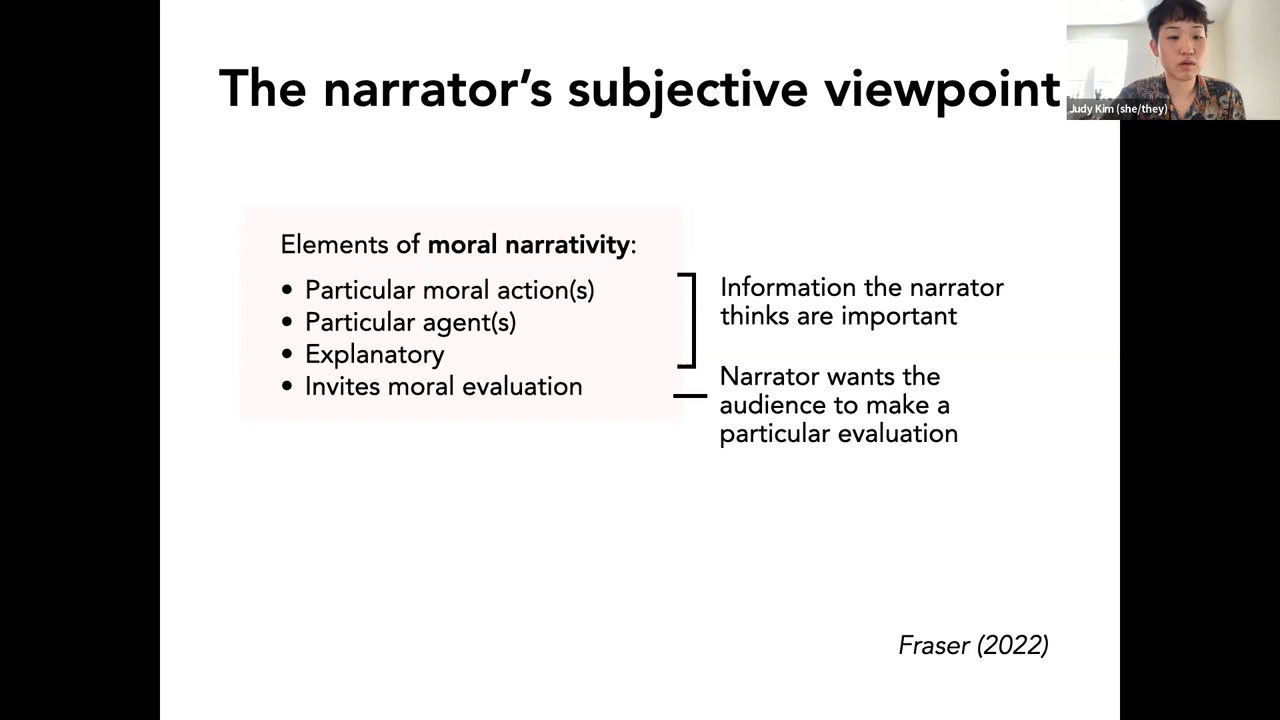 The narrator's subjective viewpoint
Judy Kim (she/they)
Elements of moral narrativity:
• Particular moral action(s)
• Particular agent(s)
• Explanatory
• Invites moral evaluation
Information the narrator
thinks are important
Narrator wants the
audience to make a
particular evaluation
Fraser (2022)